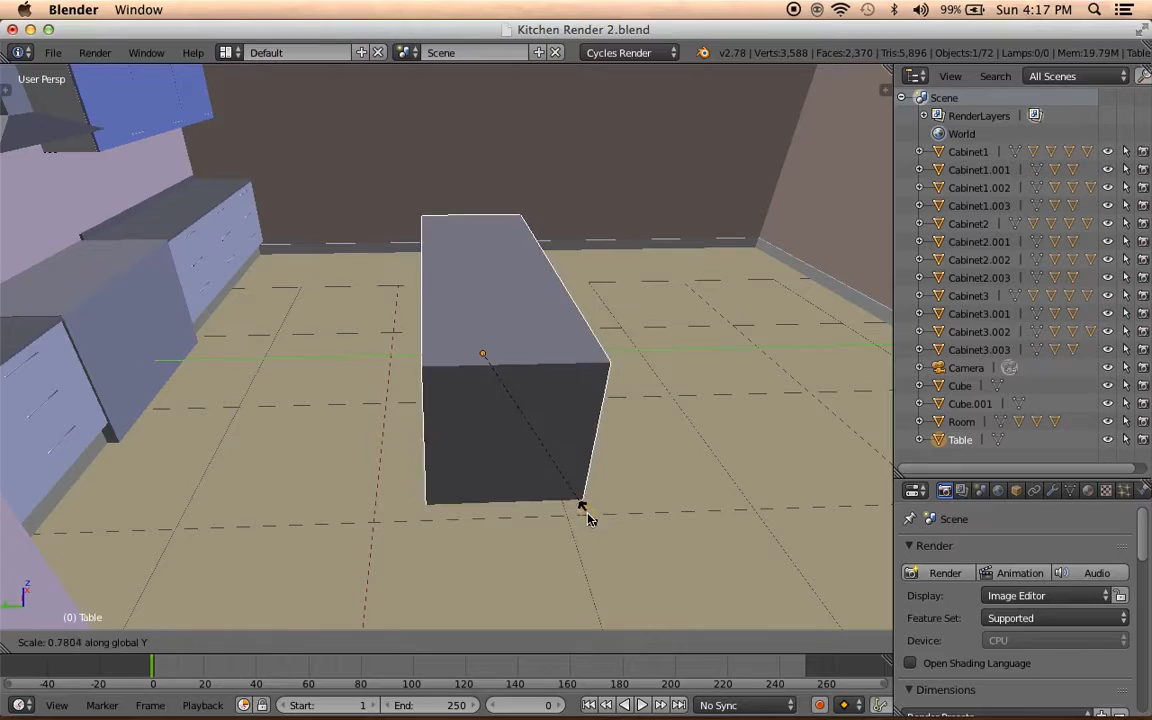 Blender Window 99% Sun 4:17 PM
Kitchen Render 2.blend
File Render Window Help Default Scene Cycles Render v2.78 | Verts:3,588 | Faces:2,370 | Tris:5,896 | Objects:1/72 | Lamps:0/0 | Mem:19.79M
User Persp
View Search All Scenes
Scene
RenderLayers
World
Cabinet1
Cabinet1.001
Cabinet1.002
Cabinet1.003
Cabinet2
Cabinet2.001
Cabinet2.002
Cabinet2.003
Cabinet3
Cabinet3.001
Cabinet3.002
Cabinet3.003
Camera
Cube
Cube.001
Room
Table
Scene
Render
Render Animation Audio
Display: Image Editor
Feature Set: Supported
Device: CPU
Open Shading Language
Dimensions
z
(0) Table
Scale: 0.7804 along global Y
-40 -20 0 20 40 60 80 100 120 140 160 180 200 220 240 260
View Marker Frame Playback Start: 1 End: 250 0 No Sync